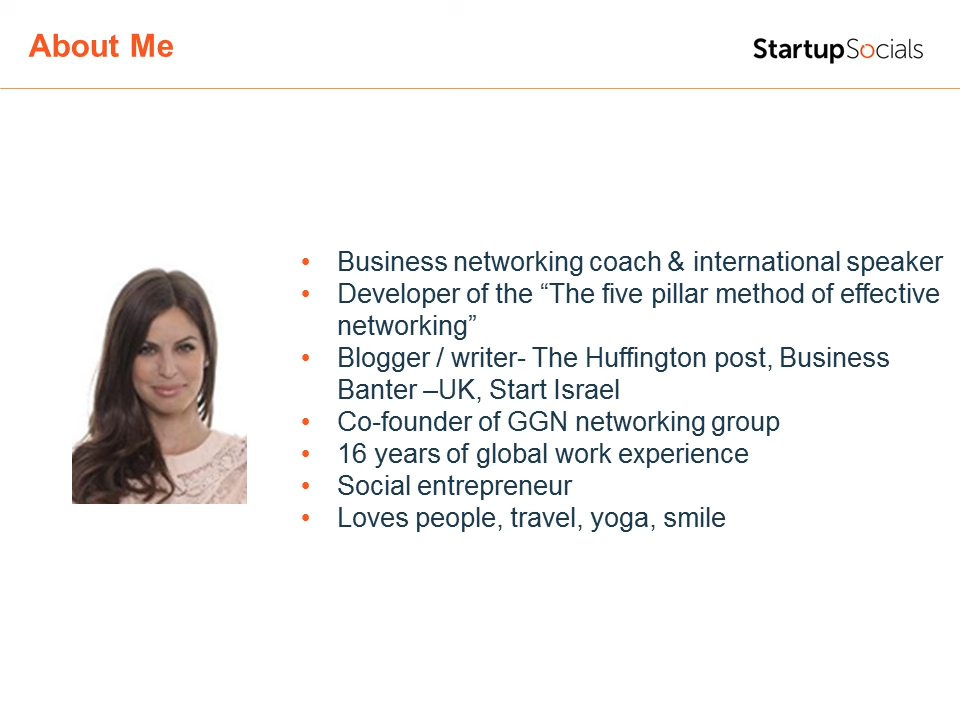 About Me
StartupSocials
• Business networking coach & international speaker
• Developer of the “The five pillar method of effective
networking”
• Blogger / writer- The Huffington post, Business
Banter –UK, Start Israel
• Co-founder of GGN networking group
• 16 years of global work experience
• Social entrepreneur
• Loves people, travel, yoga, smile